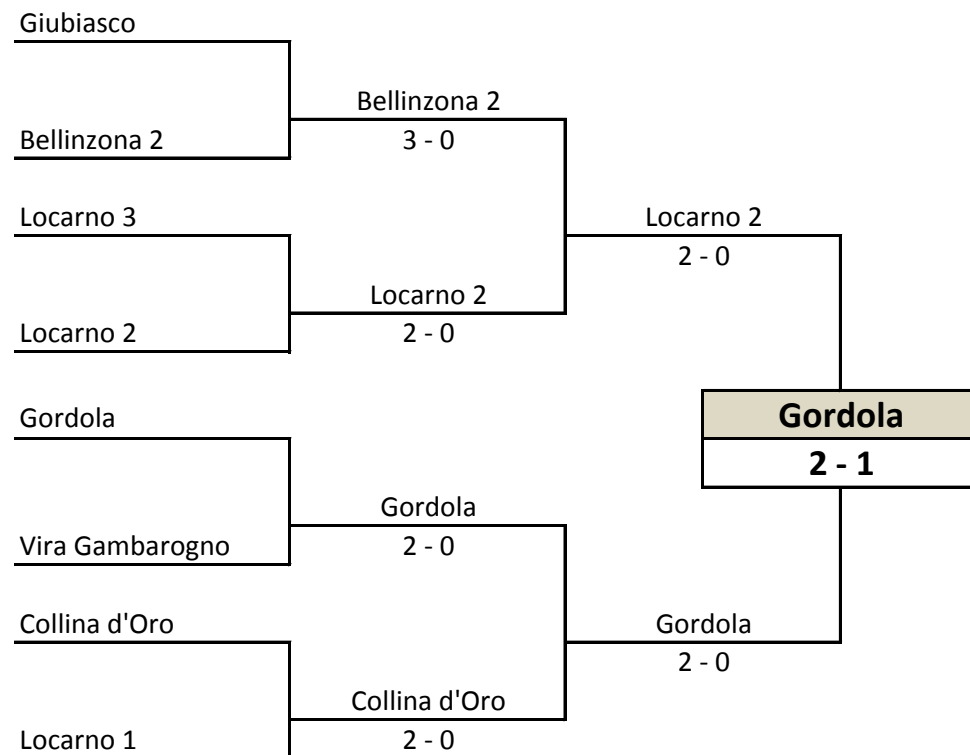 Giubiasco
Bellinzona 2
3 - 0
Bellinzona 2
Locarno 3
Locarno 2
2 - 0
Locarno 2
2 - 0
Locarno 2
Gordola
Gordola
2 - 1
Gordola
2 - 0
Vira Gambarogno
Collina d'Oro
Gordola
2 - 0
Collina d'Oro
2 - 0
Locarno 1